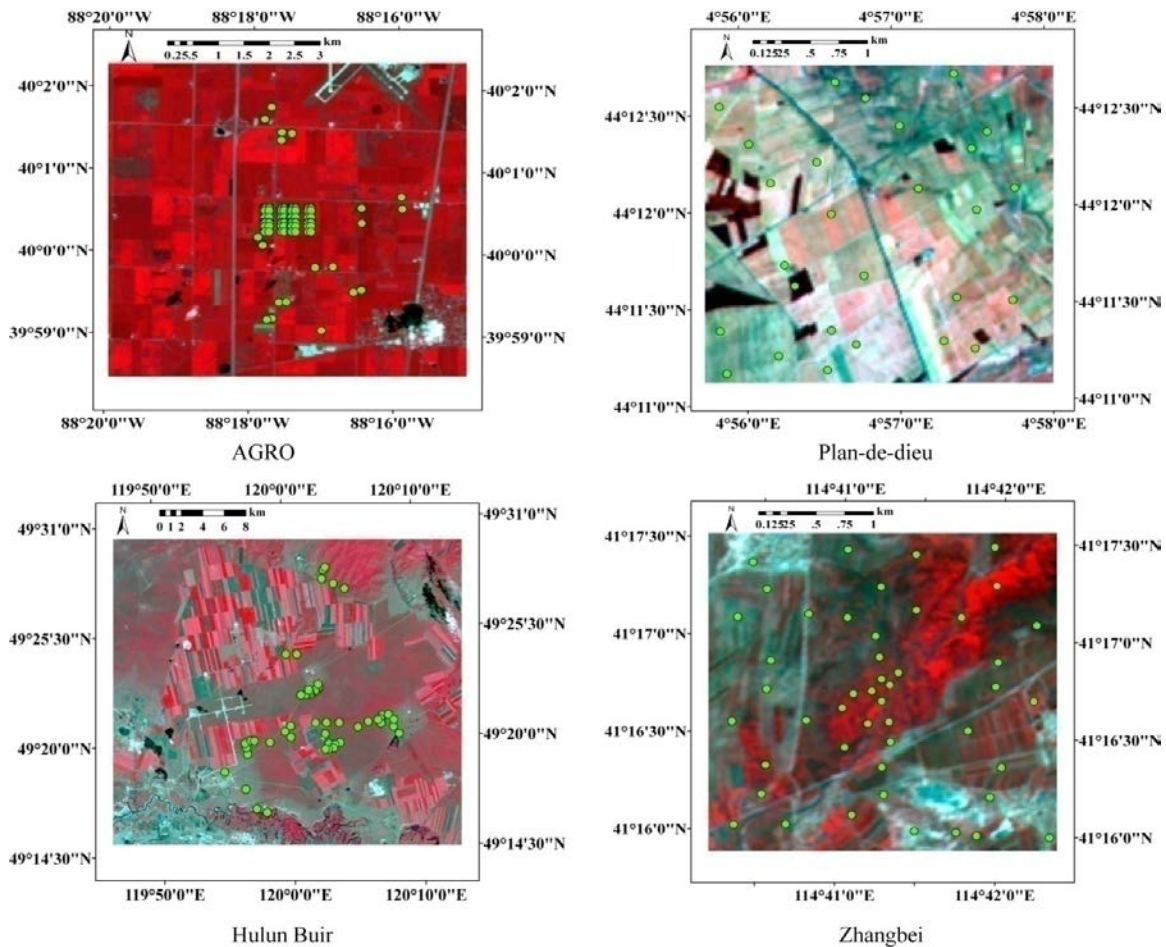 88°20'0"W 88°18'0"W 88°16'0"W
N
km
0.25.5 1 1.5 2 2.5 3
40°2'0"N
40°2'0"N
40°1'0"N
40°1'0"N
40°0'0"N
40°0'0"N
39°59'0"N
39°59'0"N
88°20'0"W 88°18'0"W 88°16'0"W
AGRO
4°56'0"E 4°57'0"E 4°58'0"E
N
km
0.125.25 .5 .75 1
44°12'30"N
44°12'30"N
44°12'0"N
44°12'0"N
44°11'30"N
44°11'30"N
44°11'0"N
44°11'0"N
4°56'0"E 4°57'0"E 4°58'0"E
Plan-de-dieu
119°50'0"E 120°0'0"E 120°10'0"E
N
km
0 1 2 4 6 8
49°31'0"N
49°31'0"N
49°25'30"N
49°25'30"N
49°20'0"N
49°20'0"N
49°14'30"N
49°14'30"N
119°50'0"E 120°0'0"E 120°10'0"E
Hulun Buir
114°41'0"E 114°42'0"E
N
km
0.125.25 .5 .75 1
41°17'30"N
41°17'30"N
41°17'0"N
41°17'0"N
41°16'30"N
41°16'30"N
41°16'0"N
41°16'0"N
114°41'0"E 114°42'0"E
Zhangbei